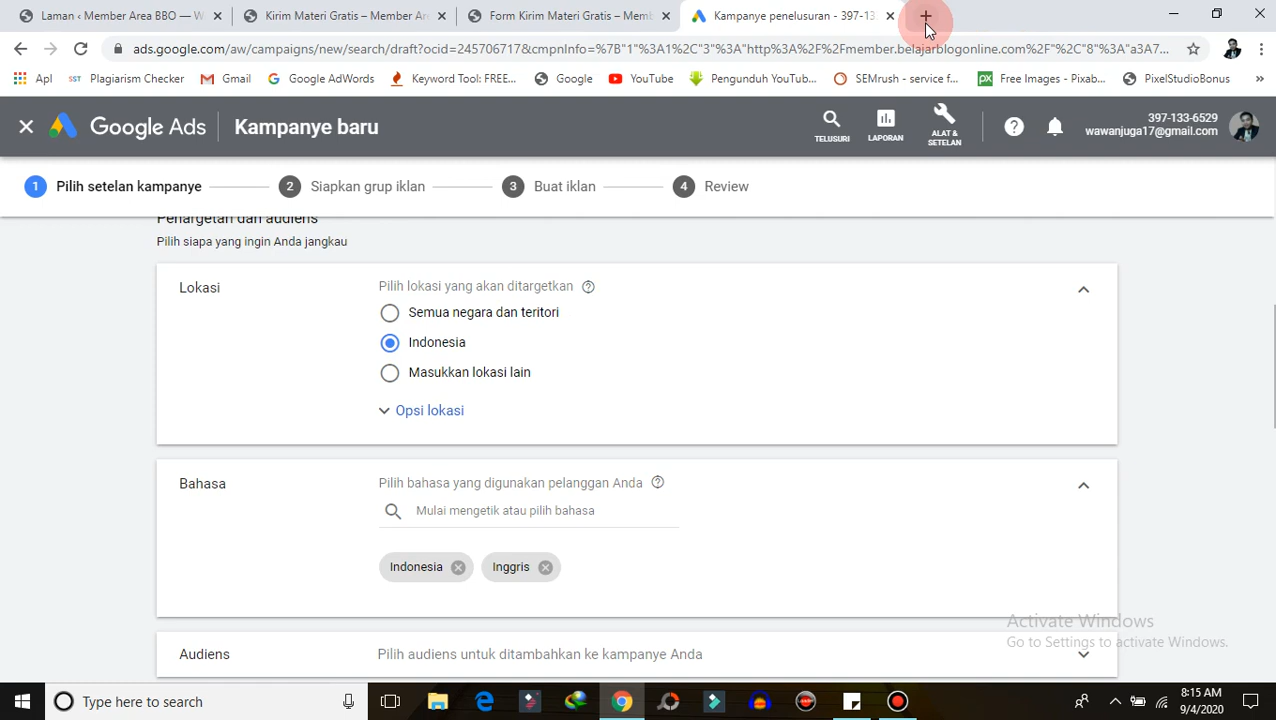 Laman ‹ Member Area BBO — W
Kirim Materi Gratis – Member Ar
Form Kirim Materi Gratis – Memb
Kampanye penelusuran - 397-13
ads.google.com/aw/campaigns/new/search/draft?ocid=245706717&cmpnInfo=%7B"1"%3A1%2C"3"%3A"http%3A%2F%2Fmember.belajarblogonline.com%2F"%2C"8"%3A"a3A7...
Apl
SST Plagiarism Checker
Gmail
Google AdWords
Keyword Tool: FREE...
Google
YouTube
Pengunduh YouTub...
SEMrush - service f...
px Free Images - Pixab...
PixelStudioBonus
»
Google Ads
Kampanye baru
TELUSURI
LAPORAN
ALAT &
SETELAN
397-133-6529
wawanjuga17@gmail.com
1 Pilih setelan kampanye
2 Siapkan grup iklan
3 Buat iklan
4 Review
Penargetan dan audiens
Pilih siapa yang ingin Anda jangkau
Lokasi
Pilih lokasi yang akan ditargetkan
Semua negara dan teritori
Indonesia
Masukkan lokasi lain
Opsi lokasi
Bahasa
Pilih bahasa yang digunakan pelanggan Anda
Mulai mengetik atau pilih bahasa
Indonesia
Inggris
Activate Windows
Go to Settings to activate Windows.
Audiens
Pilih audiens untuk ditambahkan ke kampanye Anda
Type here to search
8:15 AM
9/4/2020